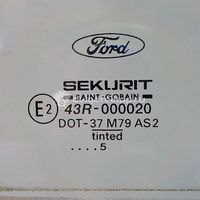 Ford
SEKURIT
SAINT-GOBAIN
E2 43R-000020
DOT-37 M79 AS2
tinted
....5